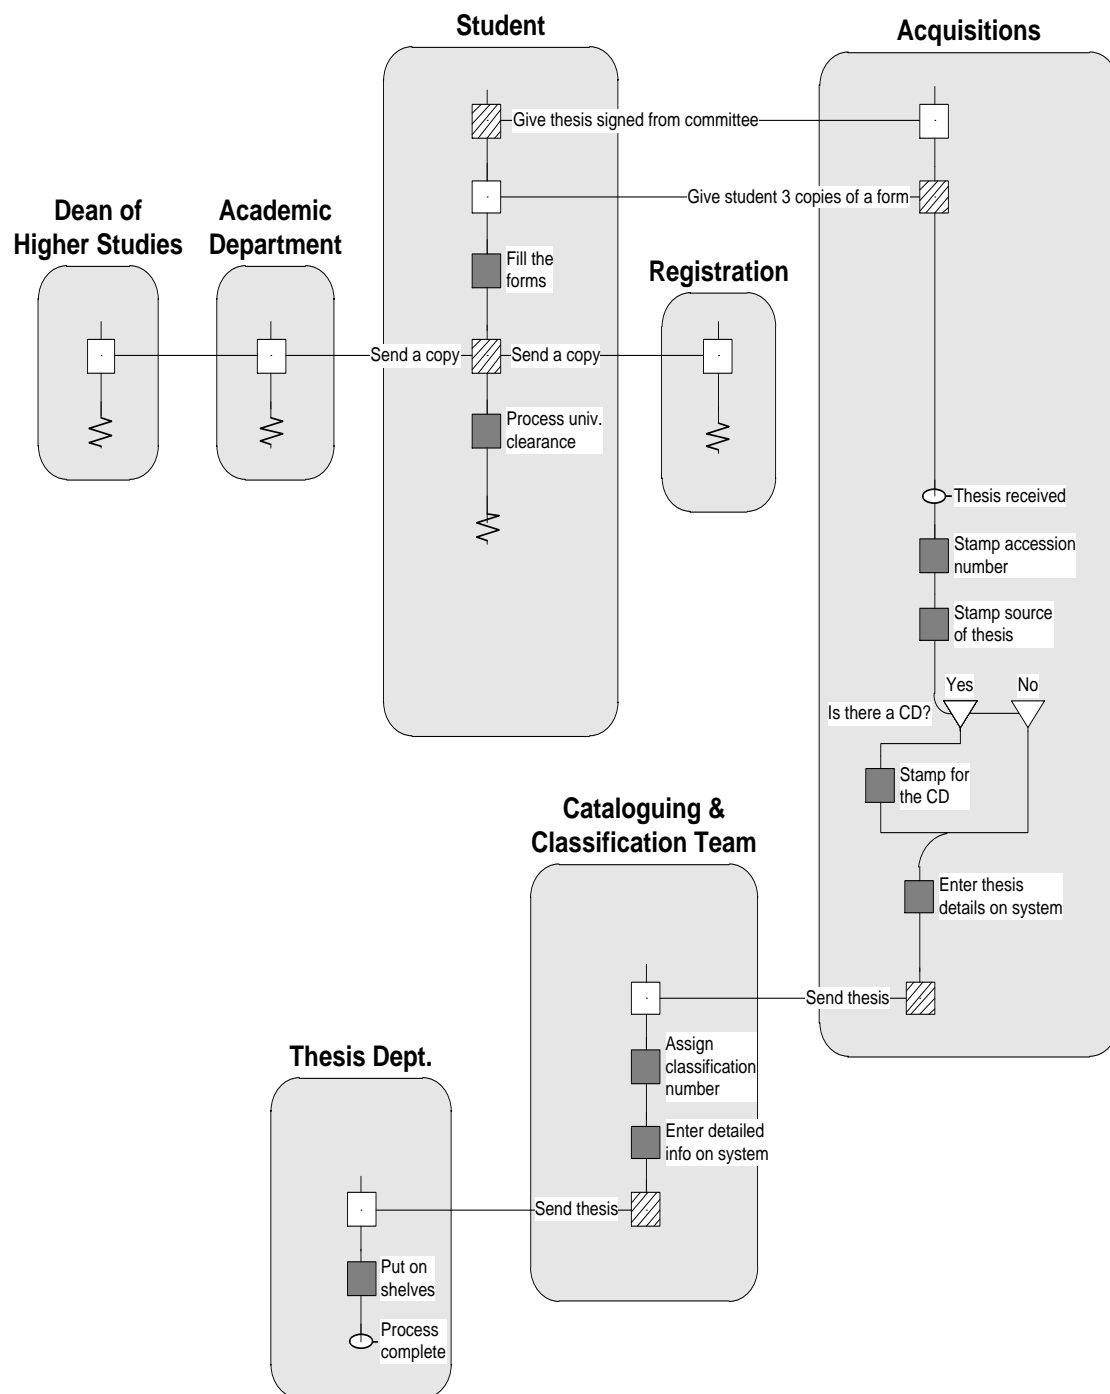 Student
Acquisitions
Give thesis signed from committee
Give student 3 copies of a form
Dean of
Higher Studies
Academic
Department
Fill the
forms
Registration
Send a copy
Send a copy
Process univ.
clearance
Thesis received
Stamp accession
number
Stamp source
of thesis
Yes
No
Is there a CD?
Stamp for
the CD
Cataloguing &
Classification Team
Enter thesis
details on system
Send thesis
Assign
classification
number
Thesis Dept.
Enter detailed
info on system
Send thesis
Put on
shelves
Process
complete